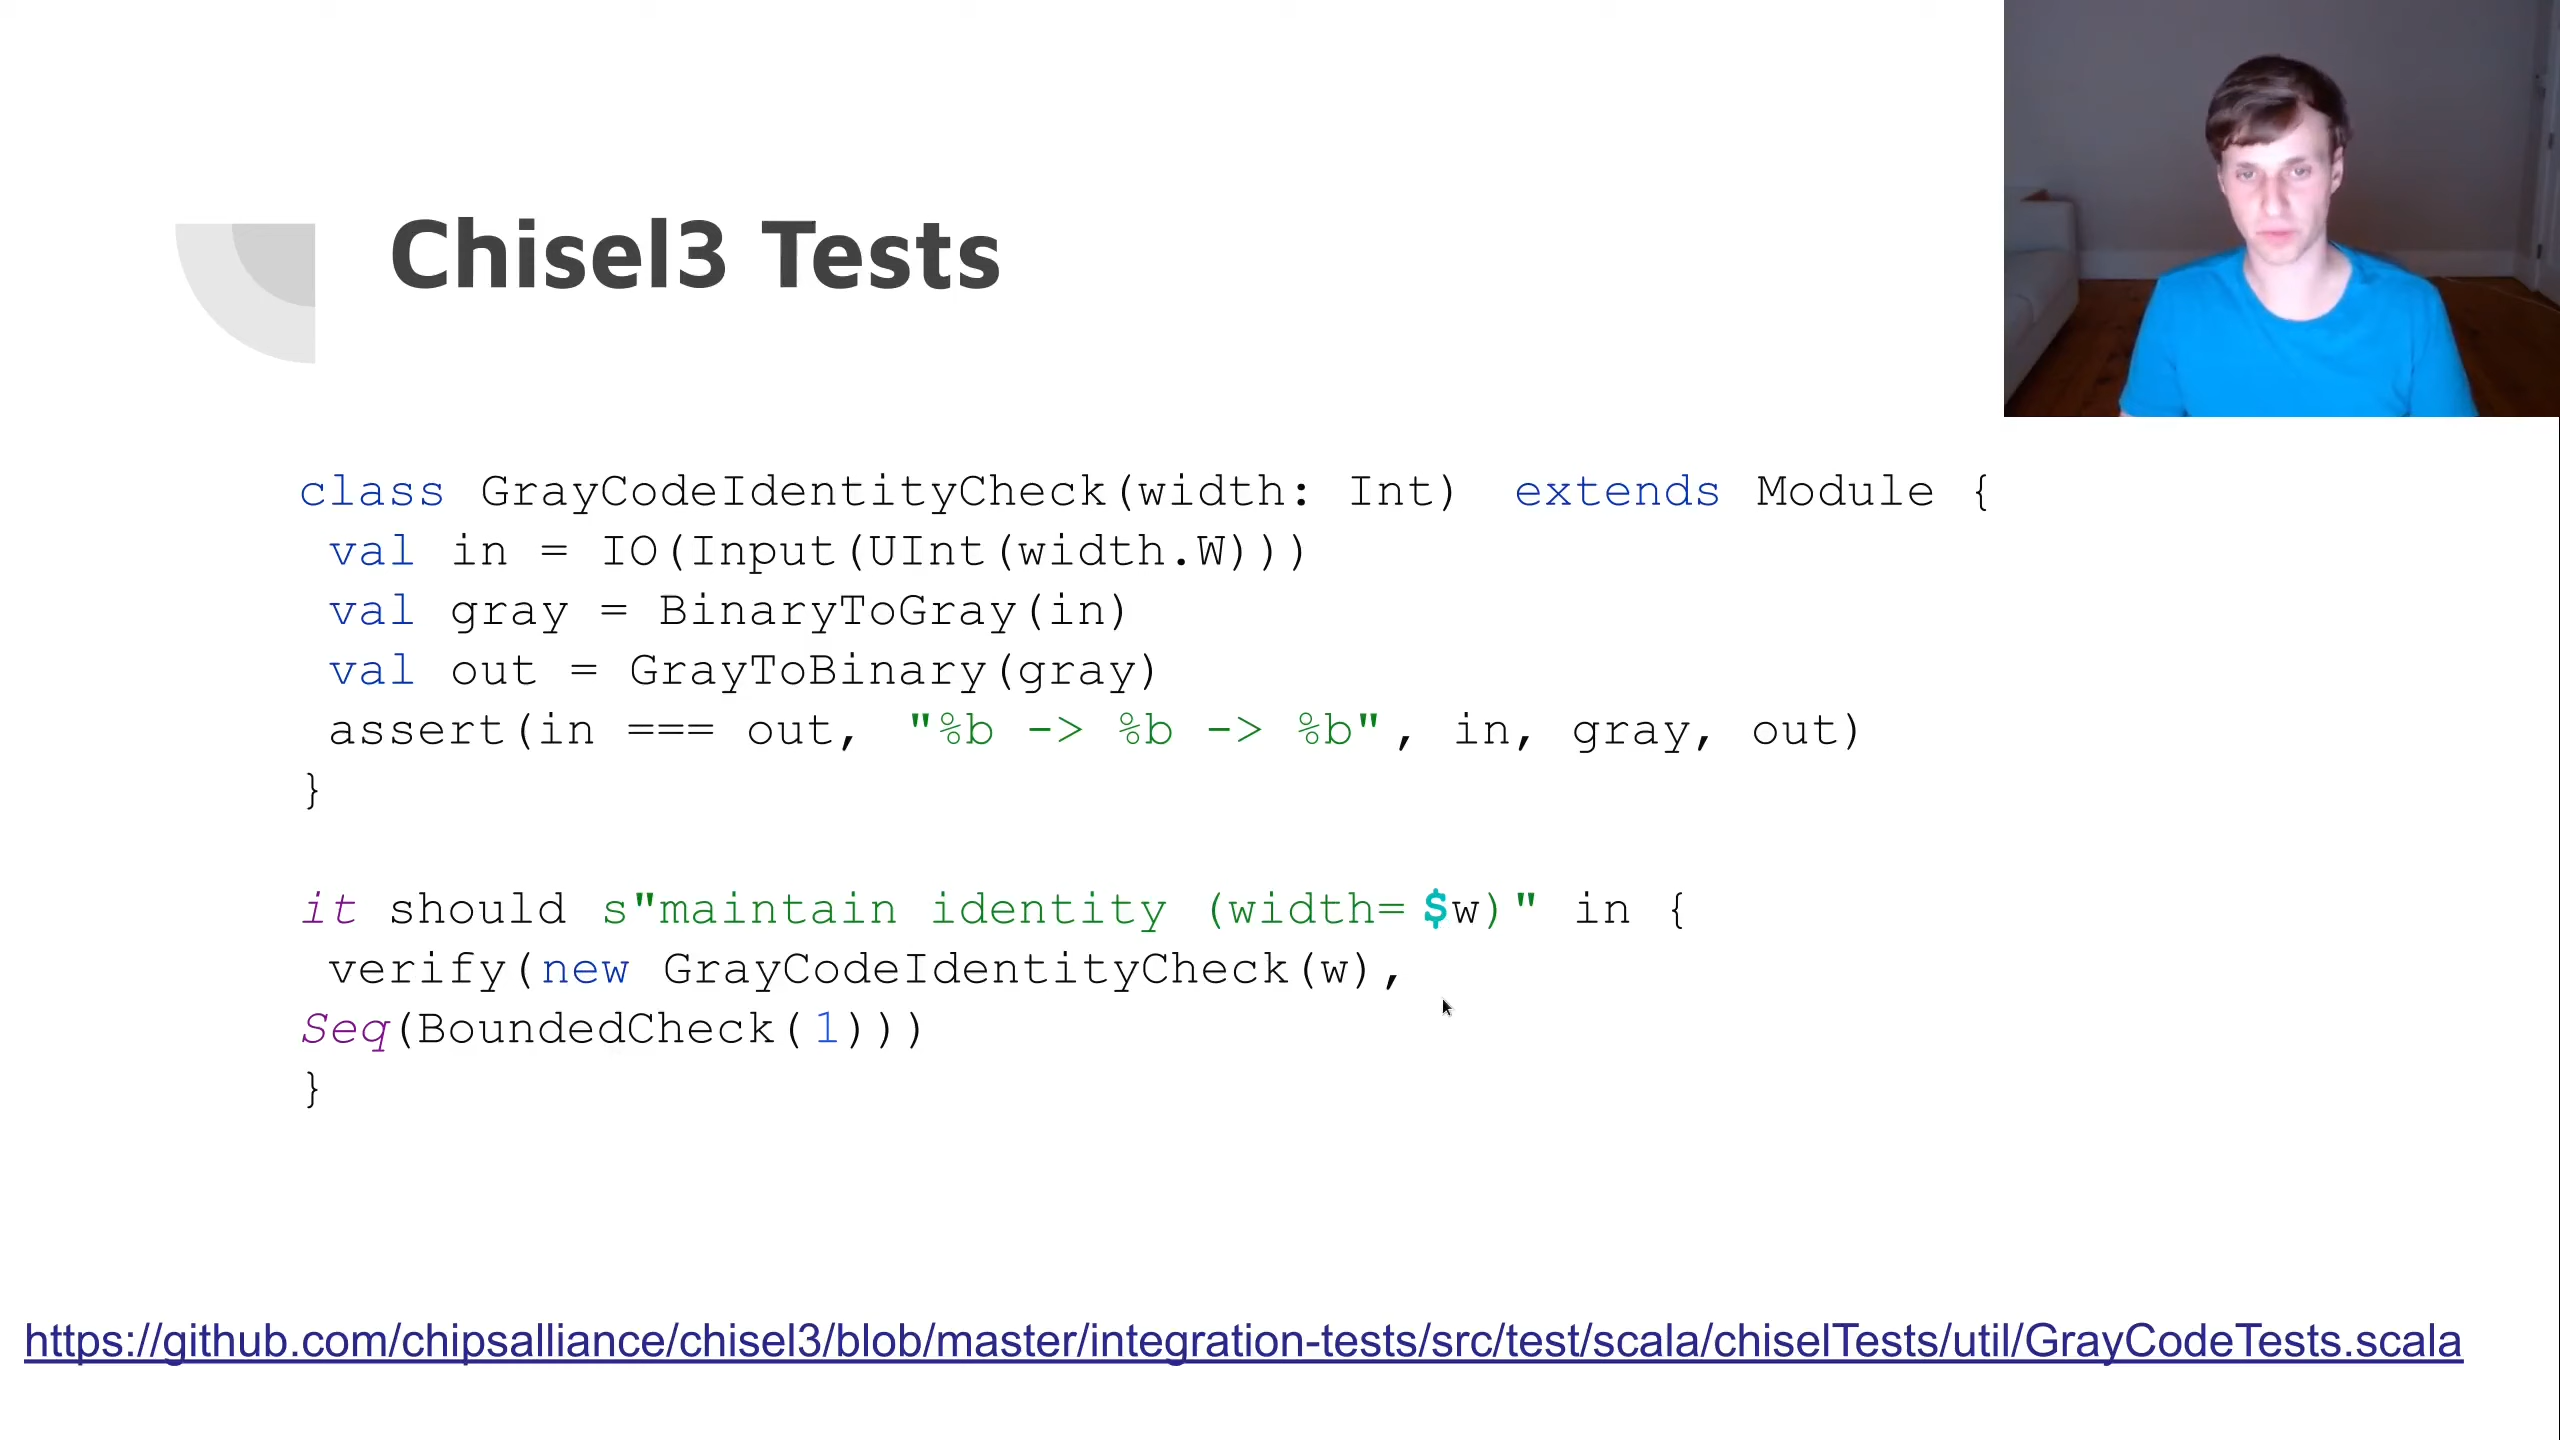 Chisel3 Tests
class GrayCodeIdentityCheck(width: Int) extends Module {
val in = IO(Input(UInt(width.W)))
val gray = BinaryToGray(in)
val out = GrayToBinary(gray)
assert(in === out, "%b -> %b -> %b", in, gray, out)
}
it should s"maintain identity (width=$w)" in {
verify(new GrayCodeIdentityCheck(w),
Seq(BoundedCheck(1)))
}
https://github.com/chipsalliance/chisel3/blob/master/integration-tests/src/test/scala/chiselTests/util/GrayCodeTests.scala